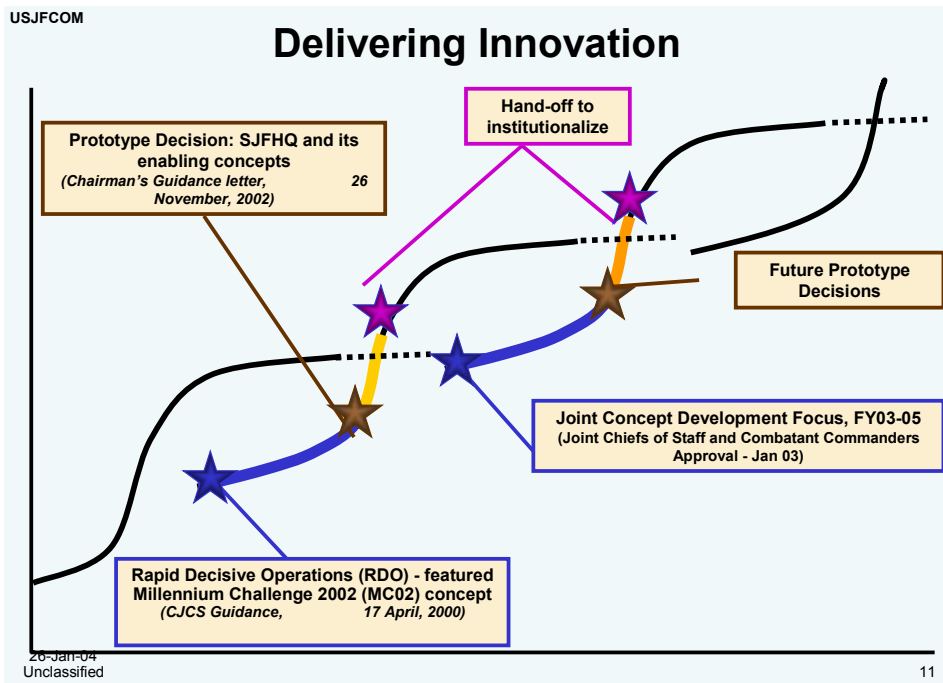 USJFCOM
Delivering Innovation
Hand-off to
institutionalize
Prototype Decision: SJFHQ and its
enabling concepts
(Chairman's Guidance letter, 26
November, 2002)
Future Prototype
Decisions
Joint Concept Development Focus, FY03-05
(Joint Chiefs of Staff and Combatant Commanders
Approval - Jan 03)
Rapid Decisive Operations (RDO) - featured
Millennium Challenge 2002 (MC02) concept
(CJCS Guidance, 17 April, 2000)
26-Jan-04
Unclassified
11